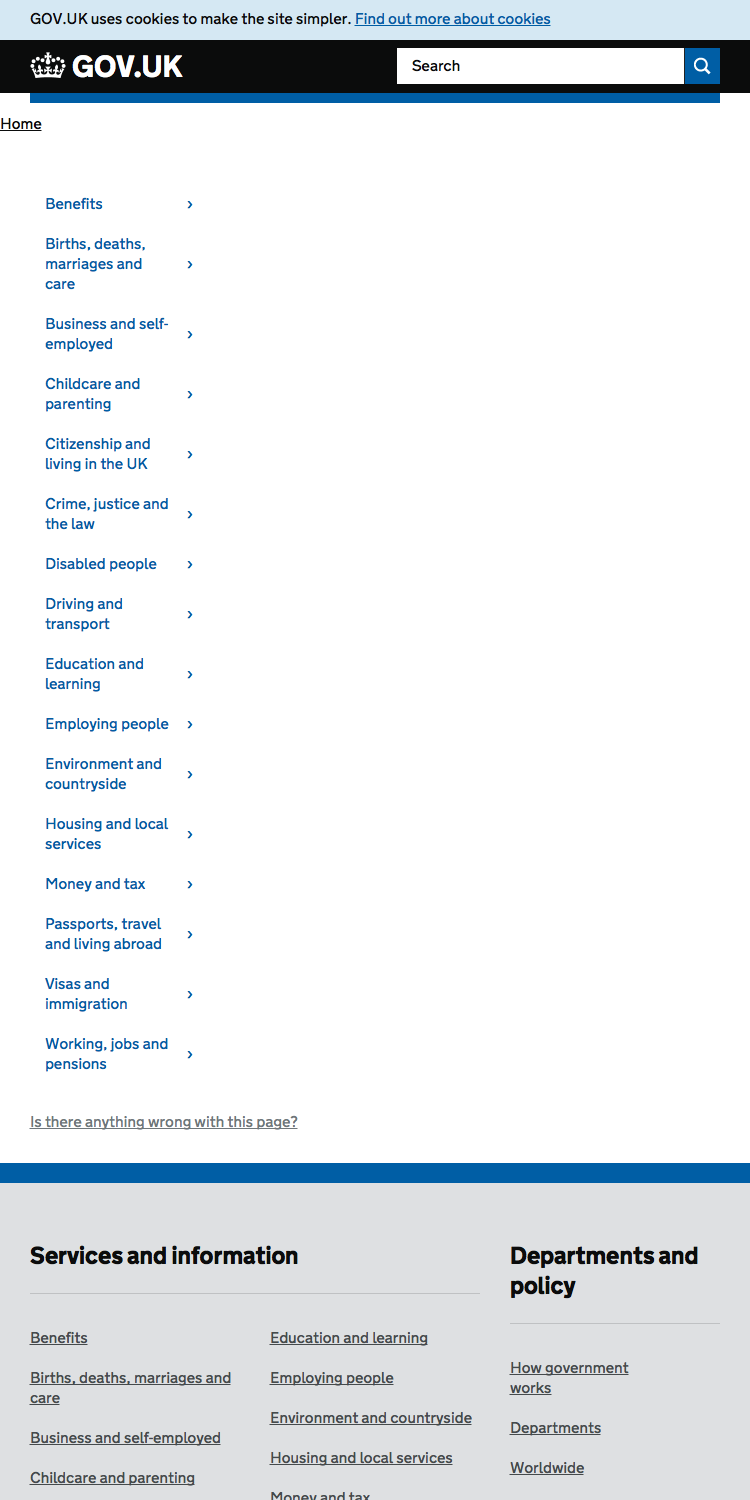 GOV.UK uses cookies to make the site simpler. Find out more about cookies
GOV.UK
Search
Home
Benefits ›
Births, deaths,
marriages and ›
care
Business and self- ›
employed
Childcare and ›
parenting
Citizenship and ›
living in the UK
Crime, justice and ›
the law
Disabled people ›
Driving and ›
transport
Education and ›
learning
Employing people ›
Environment and ›
countryside
Housing and local ›
services
Money and tax ›
Passports, travel ›
and living abroad
Visas and ›
immigration
Working, jobs and ›
pensions
Is there anything wrong with this page?
Services and information
Benefits
Births, deaths, marriages and
care
Business and self-employed
Childcare and parenting
Education and learning
Employing people
Environment and countryside
Housing and local services
Money and tax
Departments and
policy
How government
works
Departments
Worldwide